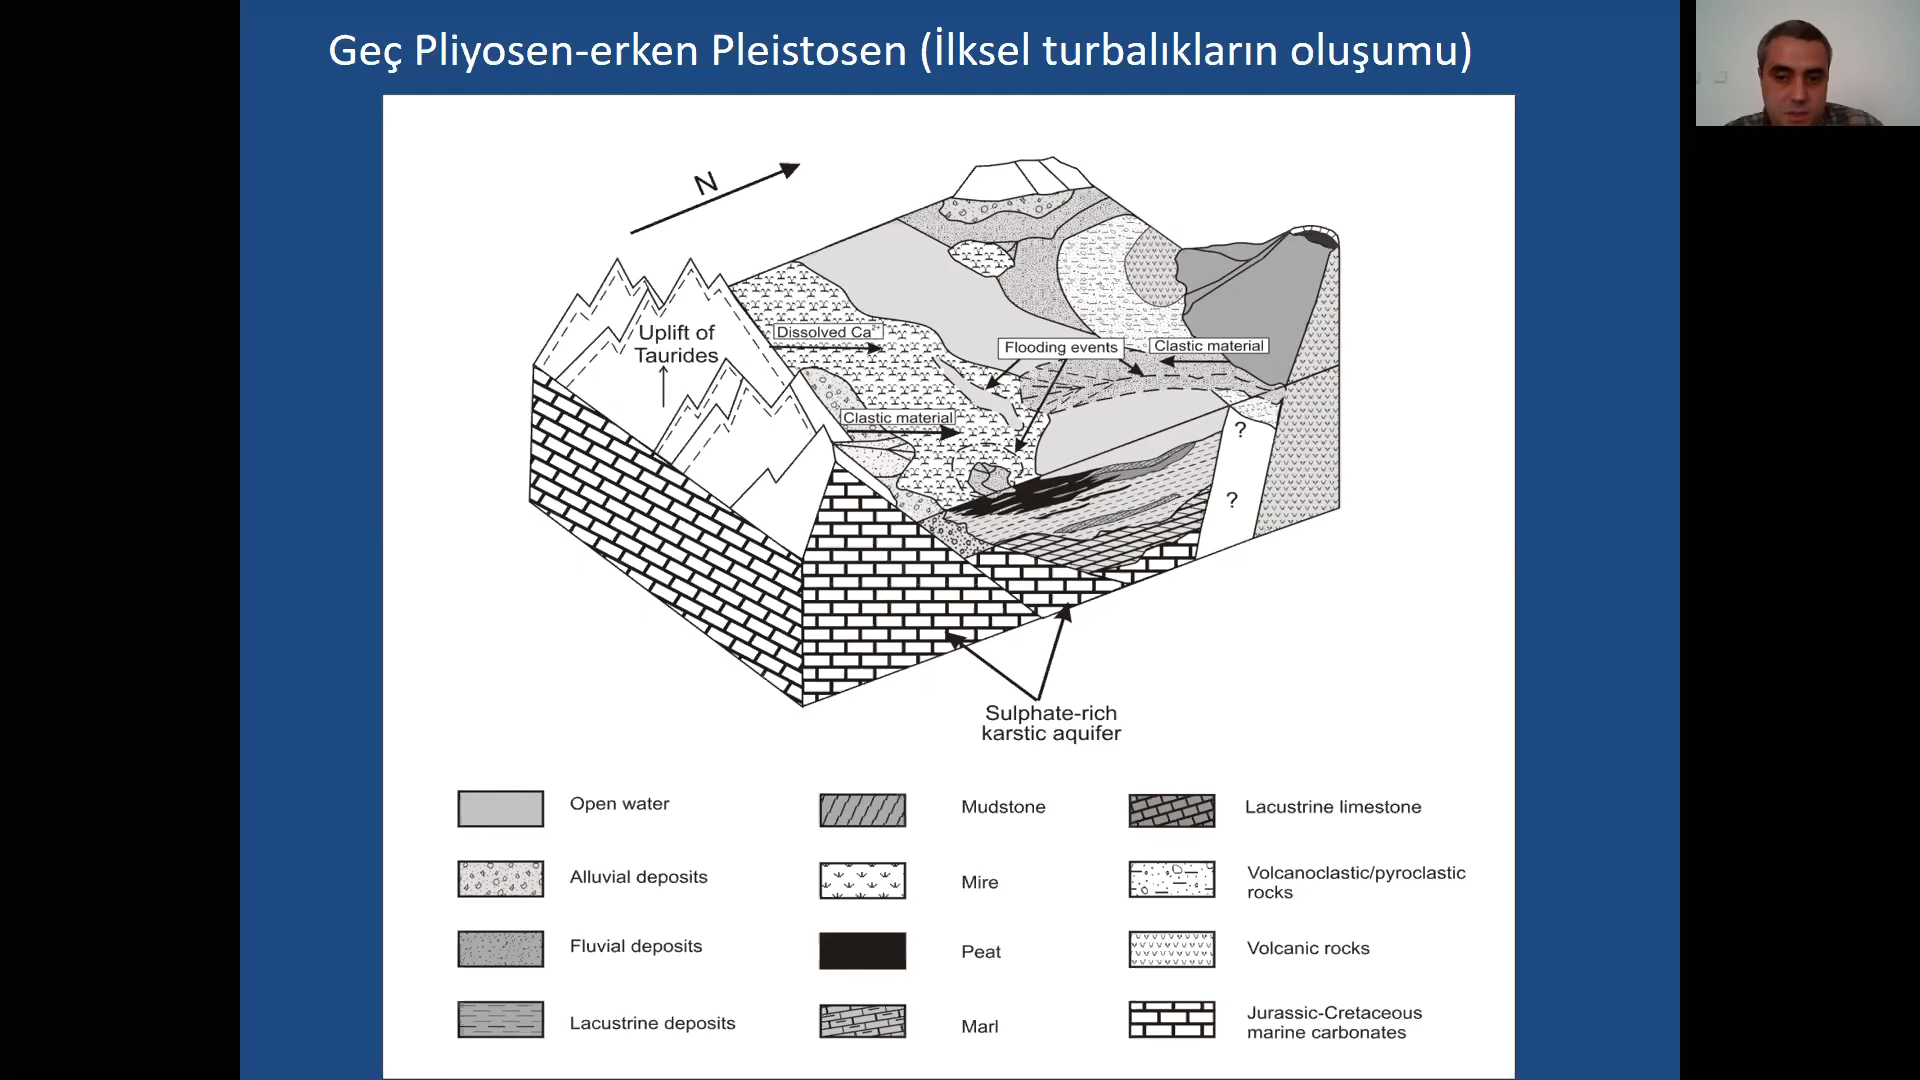 Geç Pliyosen-erken Pleistosen (İlksel turbalıkların oluşumu)
N
Uplift of
Taurides
Dissolved Ca2+
Flooding events
Clastic material
Clastic material
?
?
Sulphate-rich
karstic aquifer
Open water
Mudstone
Lacustrine limestone
Alluvial deposits
Mire
Volcanoclastic/pyroclastic
rocks
Fluvial deposits
Peat
Volcanic rocks
Lacustrine deposits
Marl
Jurassic-Cretaceous
marine carbonates